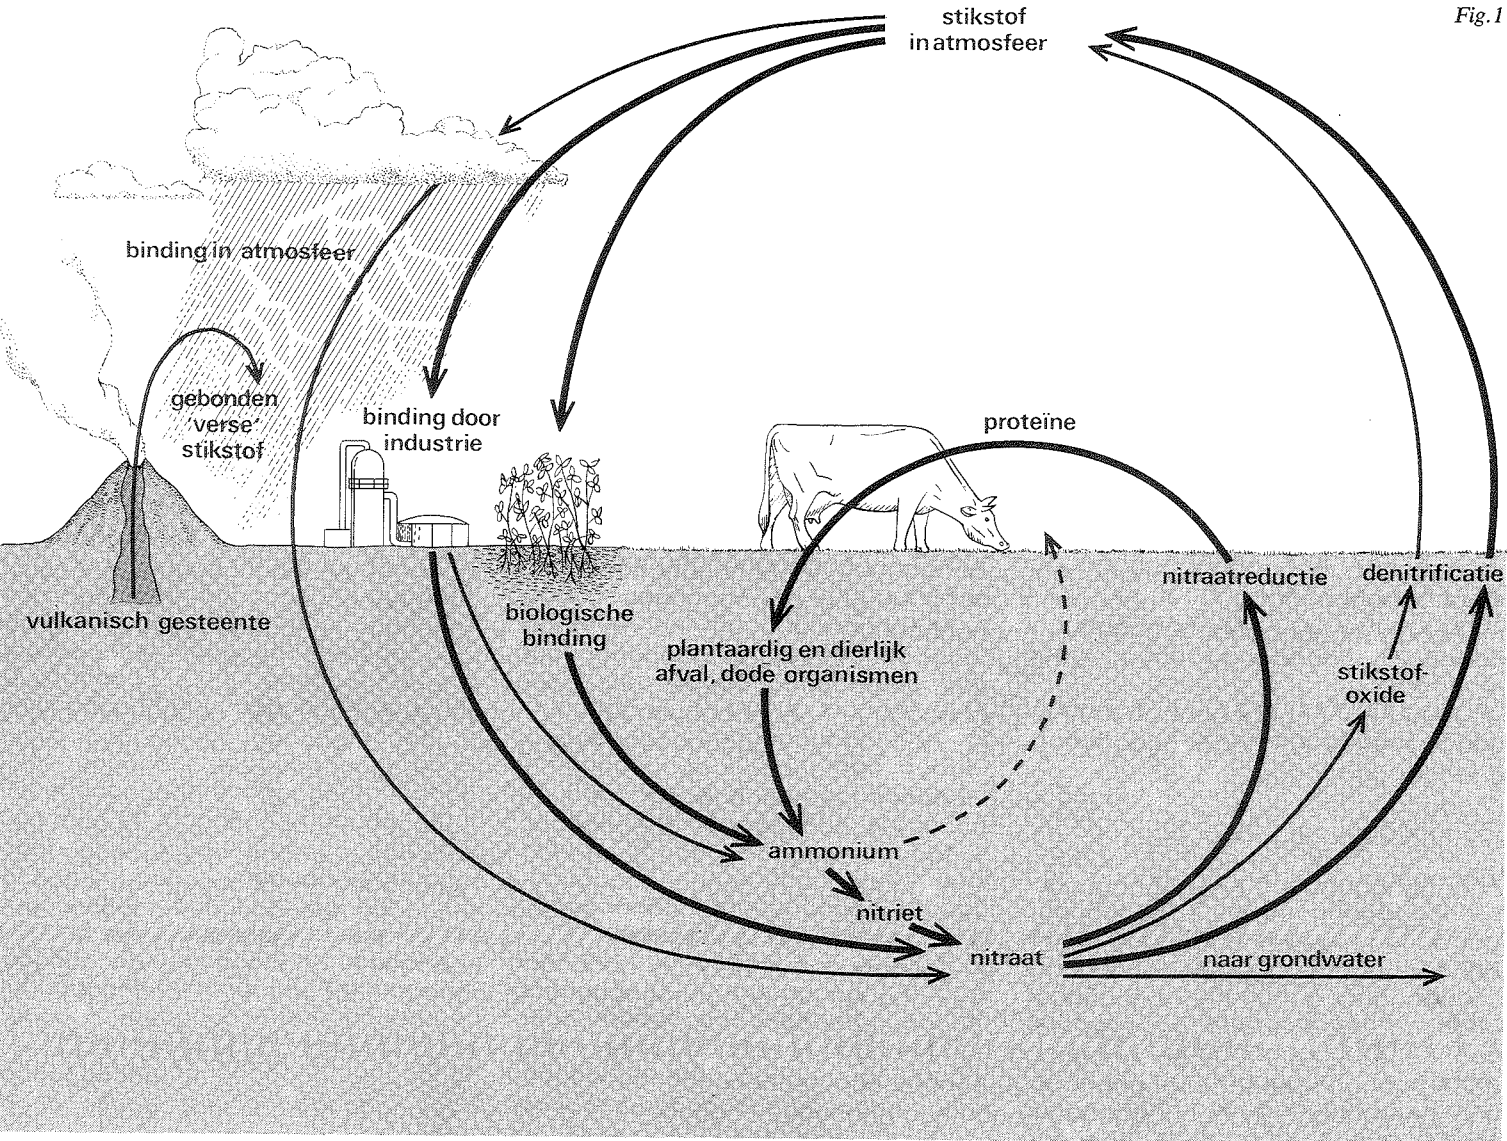 Fig.1
stikstof
in atmosfeer
binding in atmosfeer
gebonden
'verse'
stikstof
binding door
industrie
proteïne
vulkanisch gesteente
biologische
binding
plantaardig en dierlijk
afval, dode organismen
nitraatreductie
denitrificatie
stikstof-
oxide
ammonium
nitriet
nitraat
naar grondwater